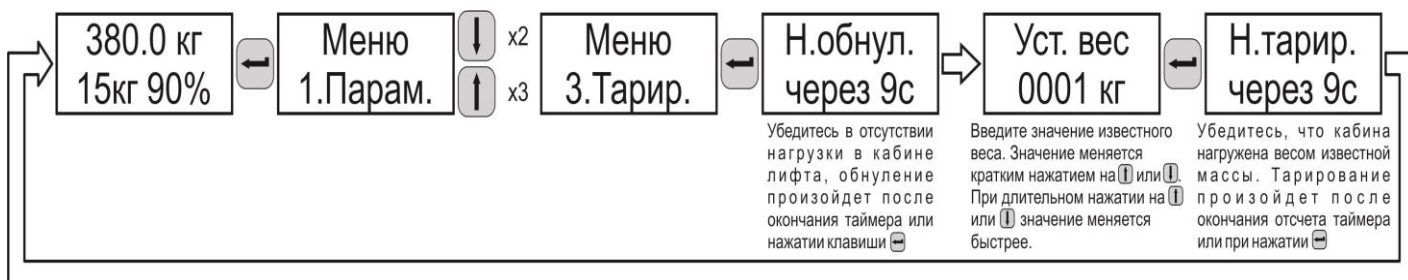 380.0 кг
15кг 90%
Меню
1.Парам.
x2
x3
Меню
3.Тарир.
Н.обнул.
через 9с
Убедитесь в отсутствии
нагрузки в кабине
лифта, обнуление
произойдет после
окончания таймера или
нажатии клавиши
Уст. вес
0001 кг
Введите значение известного
веса. Значение меняется
кратким нажатием на или .
При длительном нажатии на
или значение меняется
быстрее.
Н.тарир.
через 9с
Убедитесь, что кабина
нагружена весом известной
массы. Тарирование
произойдет после
окончания отсчета таймера
или при нажатии